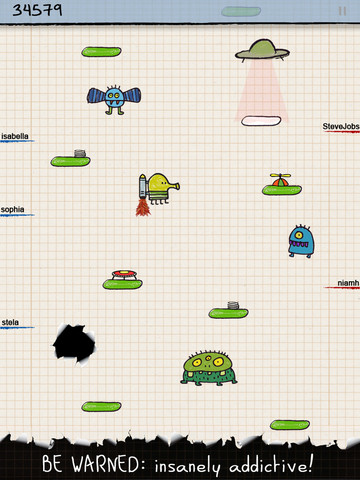 34579
isabella
SteveJobs
sophia
niamh
stela
BE WARNED: insanely addictive!